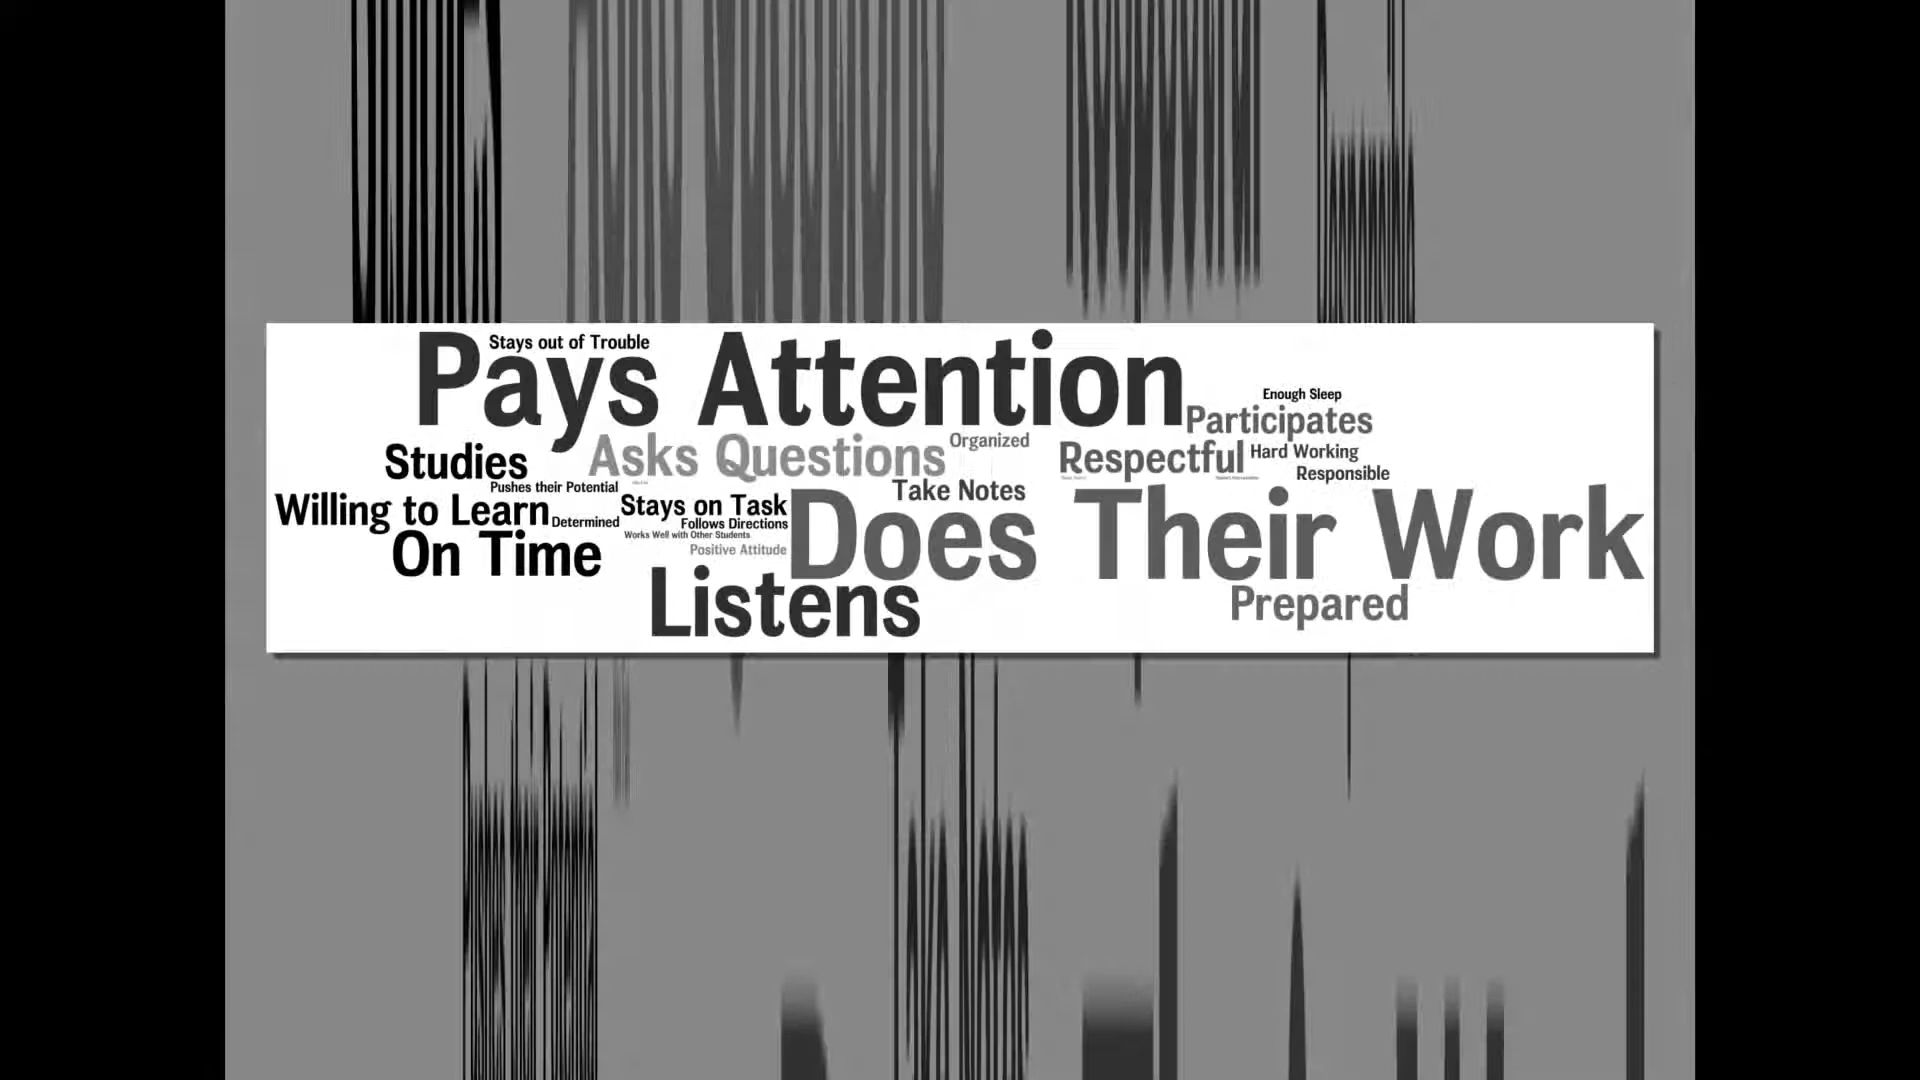 Stays out of Trouble
Pays Attention
Enough Sleep
Participates
Asks Questions
Organized
Studies
Respectful
Hard Working
Responsible
Pushes their Potential
Take Notes
Willing to Learn
Stays on Task
Determined
Follows Directions
Does Their Work
Works Well with Other Students
On Time
Positive Attitude
Listens
Prepared